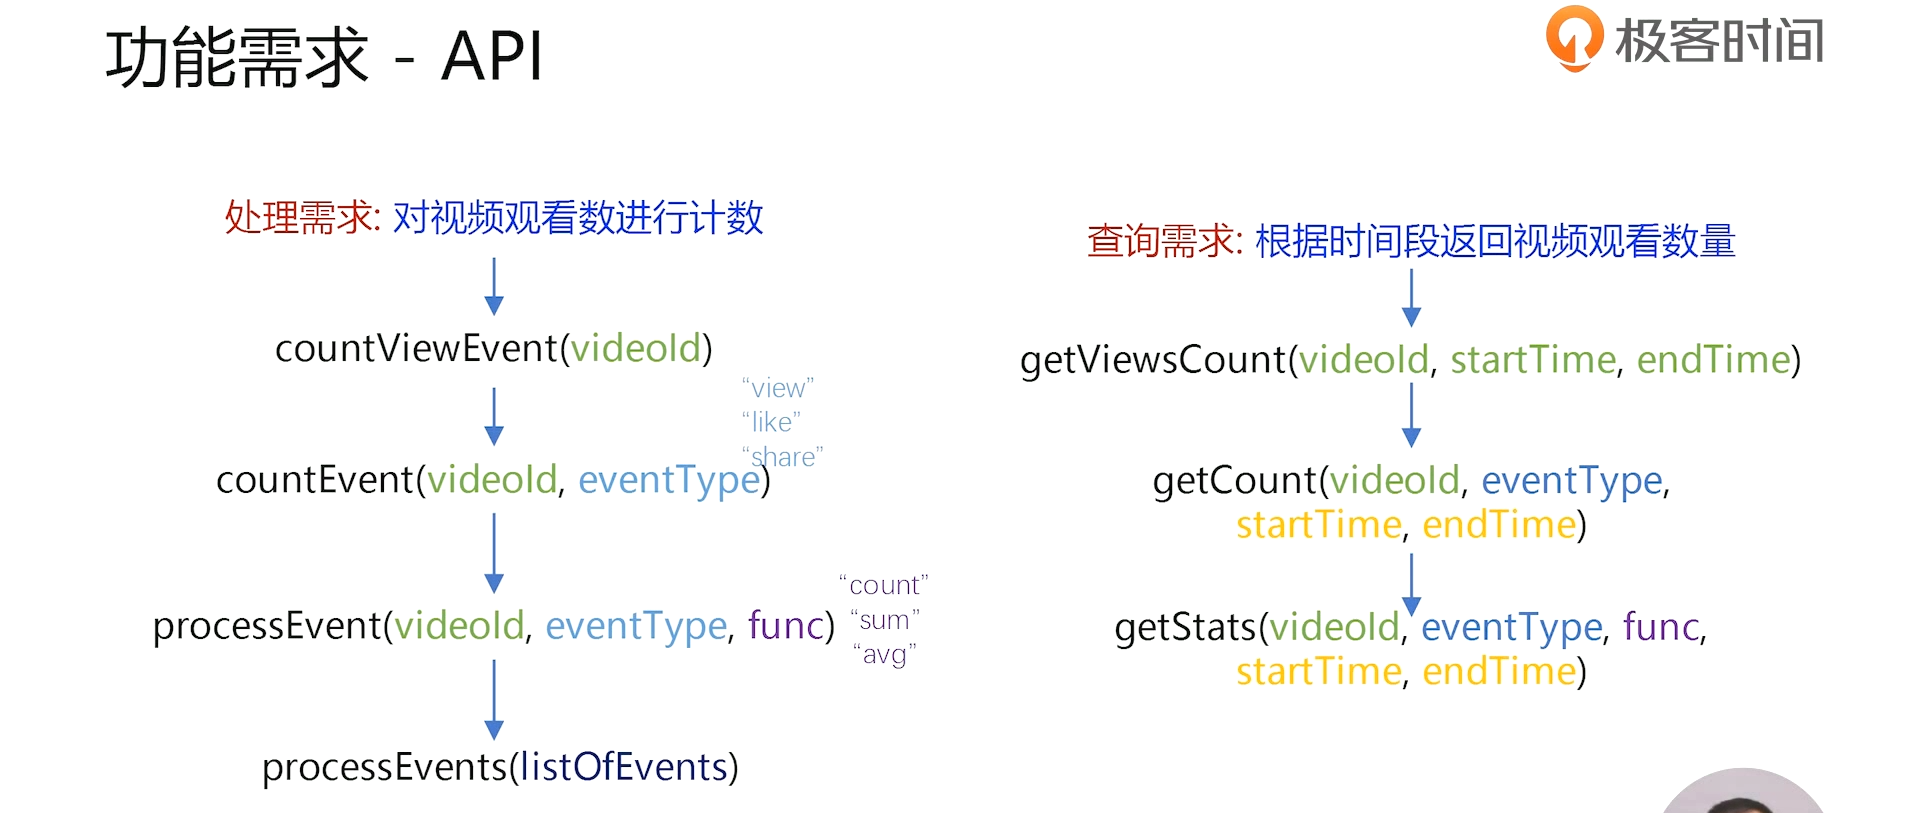 功能需求 - API
极客时间
处理需求: 对视频观看数进行计数
countViewEvent(videoId)
“view”
“like”
“share”
countEvent(videoId, eventType)
processEvent(videoId, eventType, func)
“count”
“sum”
“avg”
processEvents(listOfEvents)
查询需求: 根据时间段返回视频观看数量
getViewsCount(videoId, startTime, endTime)
getCount(videoId, eventType,
startTime, endTime)
getStats(videoId, eventType, func,
startTime, endTime)